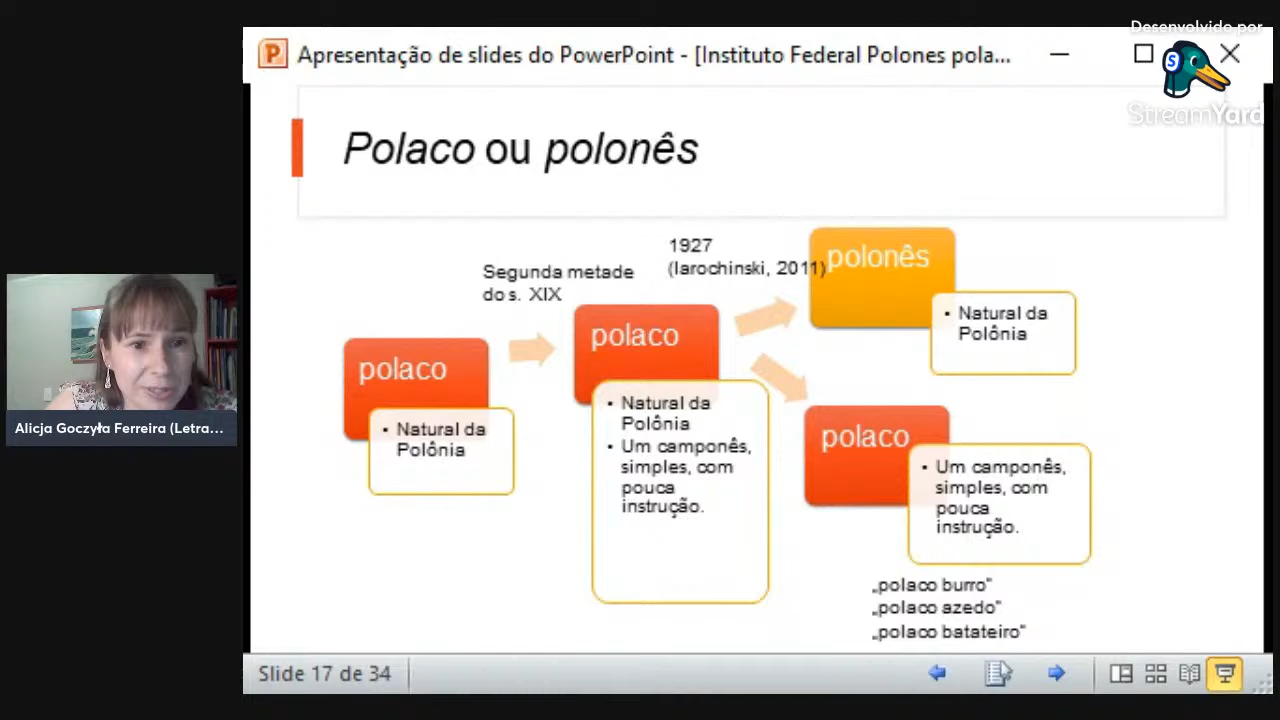 Desenvolvido por
StreamYard
Apresentação de slides do PowerPoint - [Instituto Federal Polones pola...
Polaco ou polonês
1927
(Iarochinski, 2011)
polonês
Segunda metade
do s. XIX
• Natural da
Polônia
polaco
polaco
• Natural da
Polônia
• Natural da
Polônia
• Um camponês,
simples, com
pouca
instrução.
polaco
• Um camponês,
simples, com
pouca
instrução.
„polaco burro”
„polaco azedo”
„polaco batateiro”
Alicja Goczyła Ferreira (Letra...
Slide 17 de 34